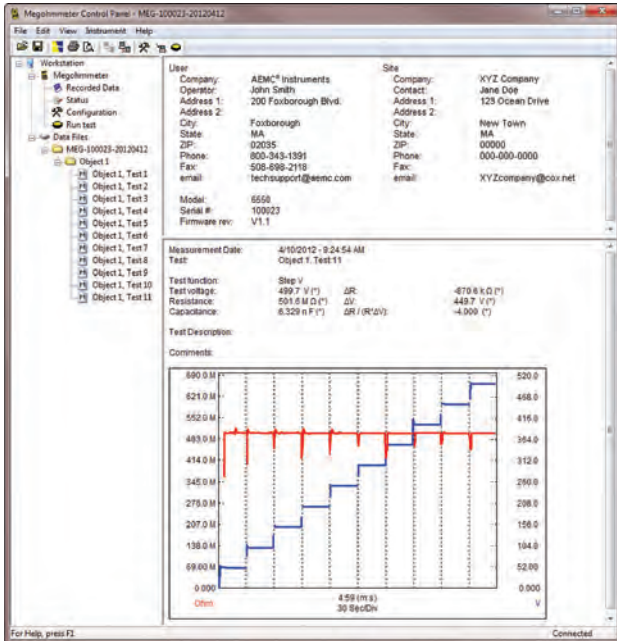 Megohmmeter Control Panel - MEG-100023-20120412
File Edit View Instrument Help
Workstation
Megohmmeter
Recorded Data
Status
Configuration
Run test
Data Files
MEG-100023-20120412
Object 1
Object 1, Test 1
Object 1, Test 2
Object 1, Test 3
Object 1, Test 4
Object 1, Test 5
Object 1, Test 6
Object 1, Test 7
Object 1, Test 8
Object 1, Test 9
Object 1, Test 10
Object 1, Test 11
User Site
Company: AEMC® Instruments Company: XYZ Company
Operator: John Smith Contact: Jane Doe
Address 1: 200 Foxborough Blvd. Address 1: 123 Ocean Drive
Address 2: Address 2:
City: Foxborough City: New Town
State: MA State: MA
ZIP: 02035 ZIP: 00000
Phone: 800-343-1391 Phone: 000-000-0000
Fax: 508-698-2118 Fax:
email: techsupport@aemc.com email: XYZcompany@cox.net
Model: 6550
Serial #: 100023
Firmware rev: V1.1
Measurement Date: 4/10/2012 - 9:24:54 AM
Test: Object 1, Test 11
Test function: Step V
Test voltage: 499.7 V (*) ΔR: -670.6 k Ω (*)
Resistance: 501.6 M Ω (*) ΔV: 449.7 V (*)
Capacitance: 6.329 n F (*) ΔR / (R*ΔV): -4.000 (*)
Test Description:
Comments:
690.0 M 520.0
621.0 M 468.0
552.0 M 416.0
483.0 M 364.0
414.0 M 312.0
345.0 M 260.0
276.0 M 208.0
207.0 M 156.0
138.0 M 104.0
69.00 M 52.00
0.000 0.000
Ohm 4:59 (m:s) V
30 Sec/Div
For Help, press F1 Connected